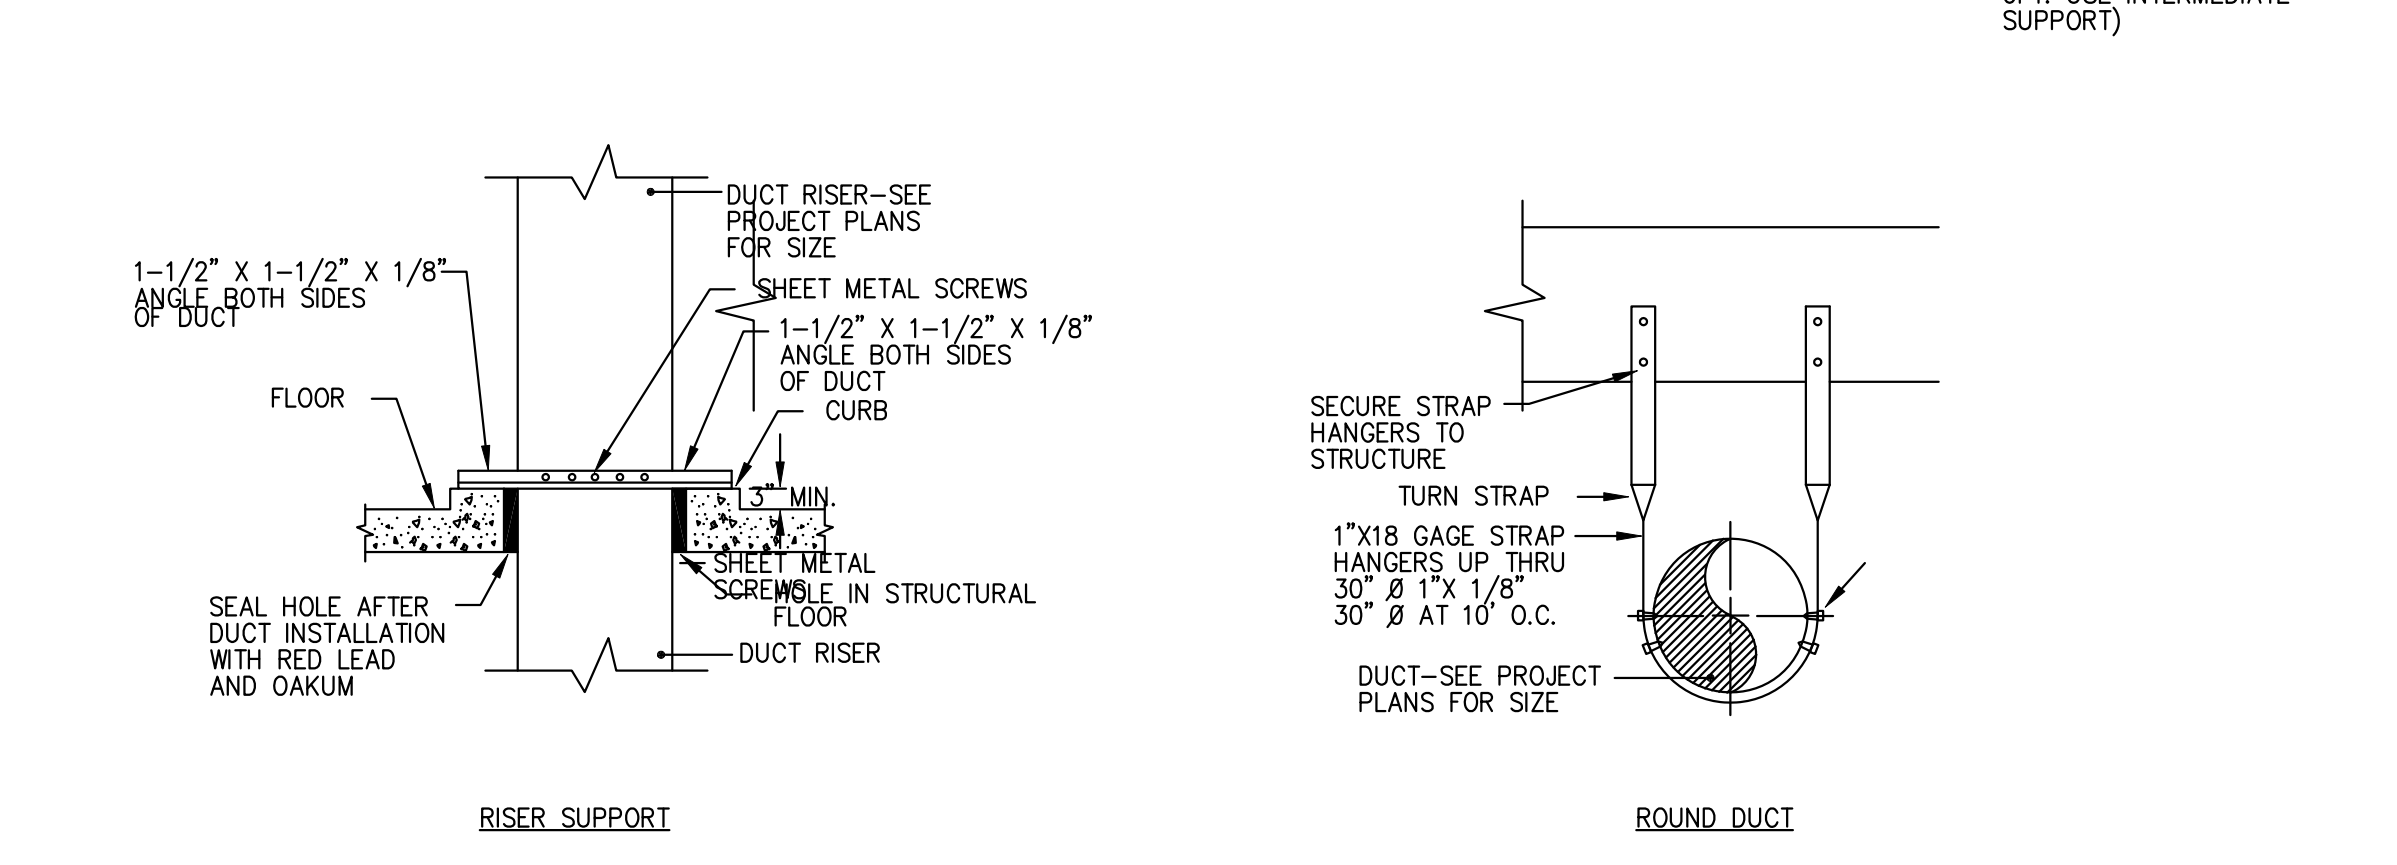 SUPPORT)
DUCT RISER-SEE
PROJECT PLANS
FOR SIZE
1-1/2” X 1-1/2” X 1/8”
ANGLE BOTH SIDES
OF DUCT
SHEET METAL SCREWS
1-1/2” X 1-1/2” X 1/8”
ANGLE BOTH SIDES
OF DUCT
FLOOR
CURB
3” MIN.
SHEET METAL
SCREWS
HOLE IN STRUCTURAL
FLOOR
SEAL HOLE AFTER
DUCT INSTALLATION
WITH RED LEAD
AND OAKUM
DUCT RISER
RISER SUPPORT
SECURE STRAP
HANGERS TO
STRUCTURE
TURN STRAP
1”X18 GAGE STRAP
HANGERS UP THRU
30” Ø 1”X 1/8”
30” Ø AT 10’ O.C.
DUCT-SEE PROJECT
PLANS FOR SIZE
ROUND DUCT